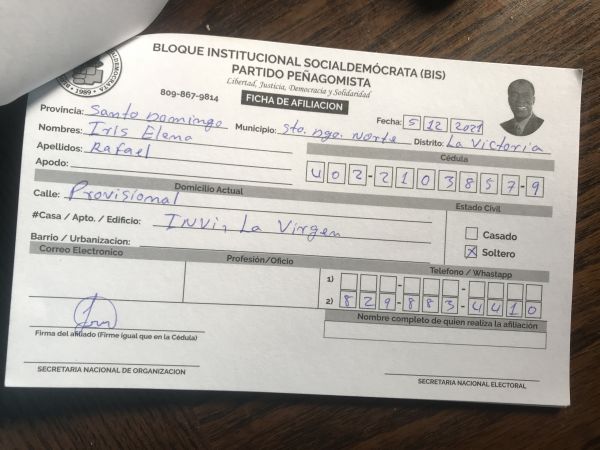 BLOQUE INSTITUCIONAL SOCIALDEMÓCRATA (BIS)
PARTIDO PEÑAGOMISTA
Libertad, Justicia, Democracia y Solidaridad
809-867-9814
FICHA DE AFILIACION
Provincia: Santo Domingo
Municipio: Sto. Dgo. Norte
Fecha: 5 12 2021
Distrito: La Victoria
Nombres: Iris Elena
Apellidos: Rafael
Apodo:
Cédula
402-2103857-9
Domicilio Actual
Calle: Provisional
#Casa / Apto. / Edificio: INVI, La Virgen
Barrio / Urbanizacion:
Estado Civil
Casado
X Soltero
Correo Electronico
Profesión/Oficio
Telefono / Whastapp
1)
2) 829-883-4410
Nombre completo de quien realiza la afiliación
Firma del afiliado (Firme igual que en la Cédula)
SECRETARIA NACIONAL DE ORGANIZACION
SECRETARIA NACIONAL ELECTORAL
1989